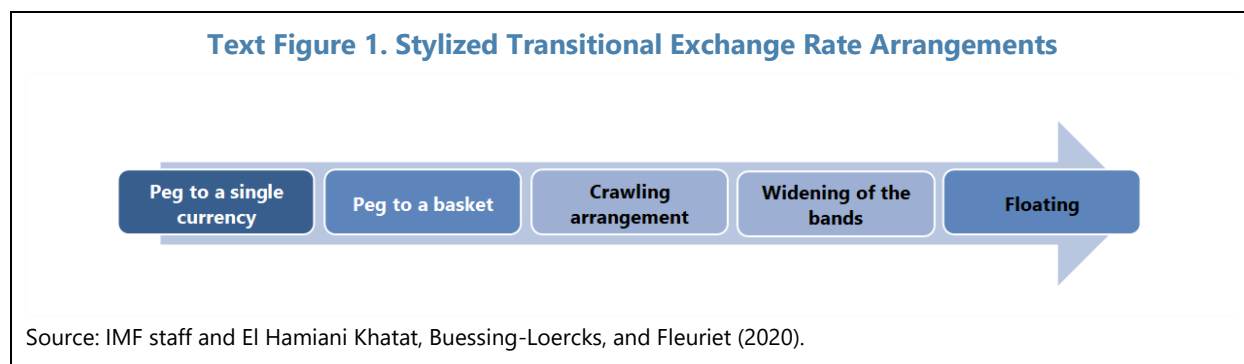 Text Figure 1. Stylized Transitional Exchange Rate Arrangements
Peg to a single
currency
Peg to a basket
Crawling
arrangement
Widening of the
bands
Floating
Source: IMF staff and El Hamiani Khatat, Buessing-Loercks, and Fleuriet (2020).